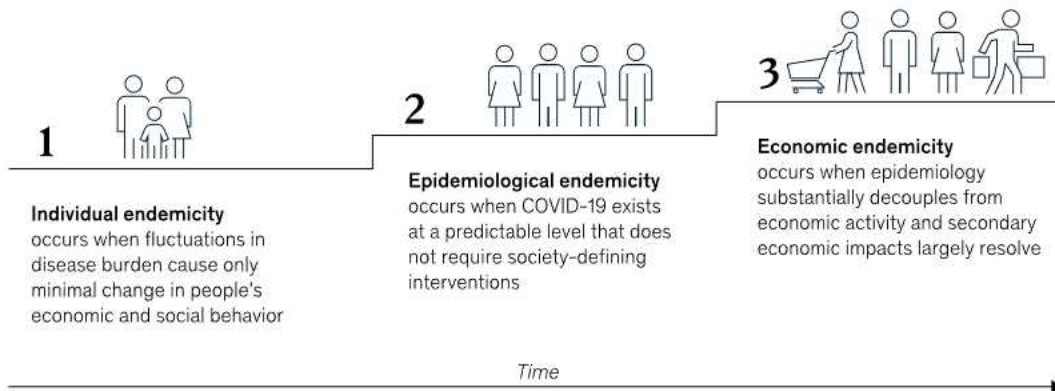 1
Individual endemicity
occurs when fluctuations in
disease burden cause only
minimal change in people's
economic and social behavior
2
Epidemiological endemicity
occurs when COVID-19 exists
at a predictable level that does
not require society-defining
interventions
3
Economic endemicity
occurs when epidemiology
substantially decouples from
economic activity and secondary
economic impacts largely resolve
Time